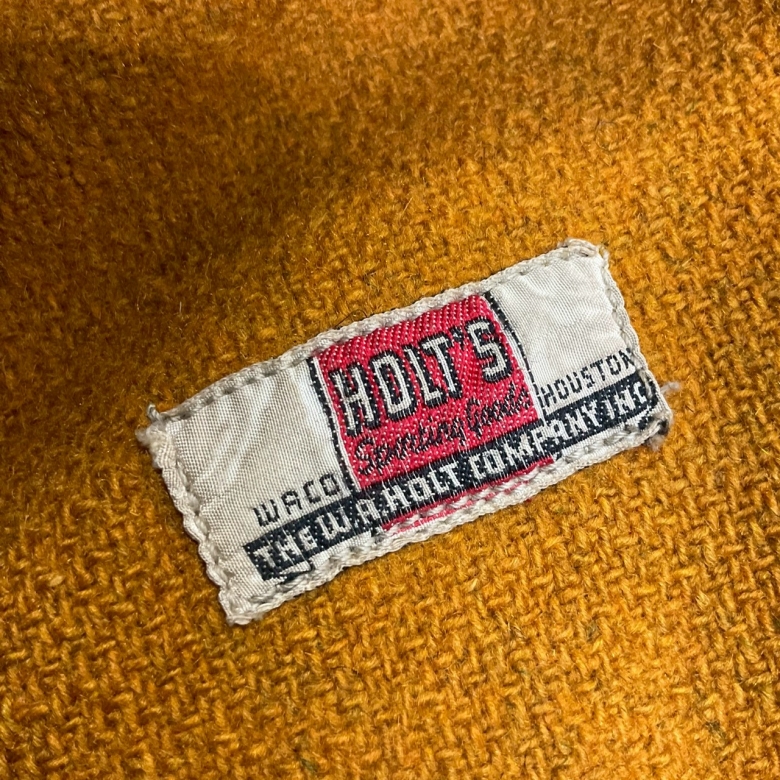 HOLT'S
Sporting Goods
WACO HOUSTON
THE W.A. HOLT COMPANY INC.